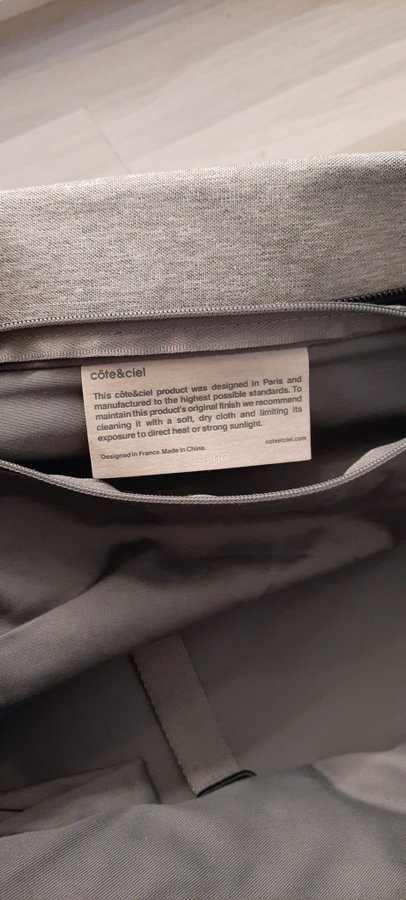 côte&ciel
This côte&ciel product was designed in Paris and
manufactured to the highest possible standards. To
maintain this product's original finish we recommend
cleaning it with a soft, dry cloth and limiting its
exposure to direct heat or strong sunlight.
Designed in France. Made in China.
coteetciel.com